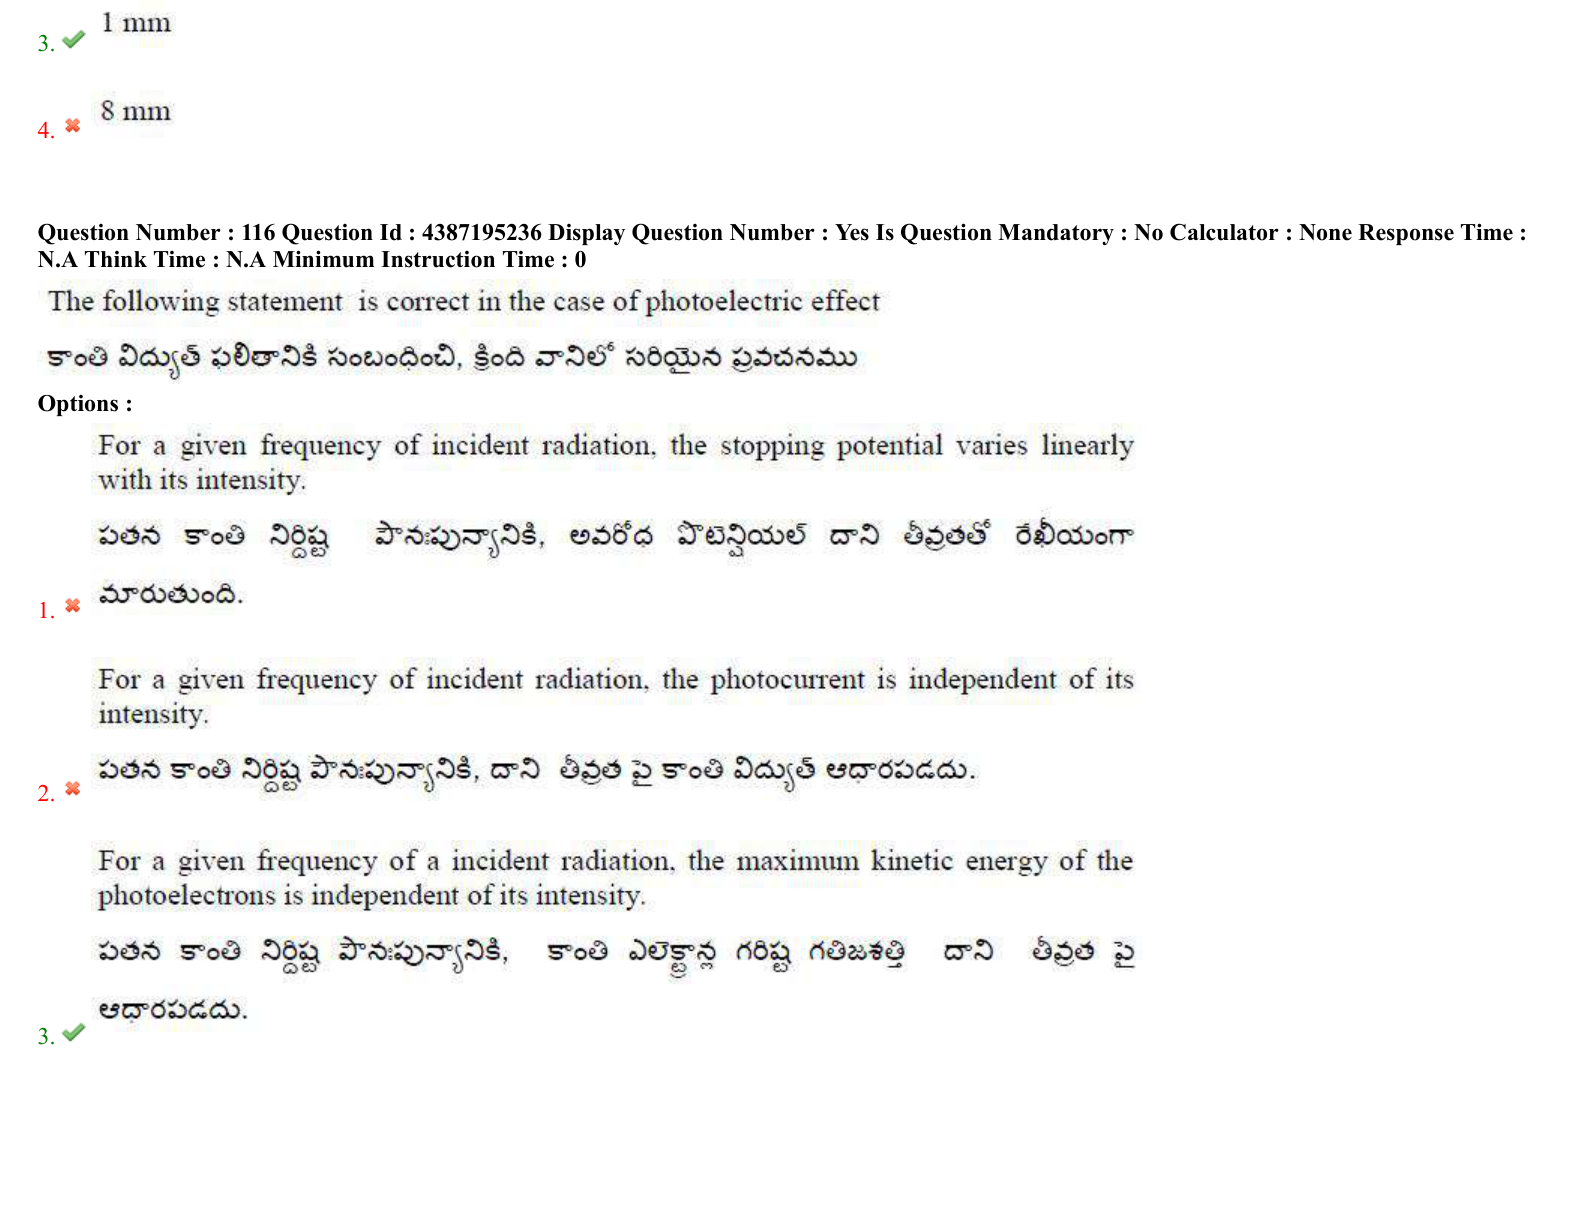 1 mm
3.
8 mm
4.
Question Number : 116 Question Id : 4387195236 Display Question Number : Yes Is Question Mandatory : No Calculator : None Response Time :
N.A Think Time : N.A Minimum Instruction Time : 0
The following statement is correct in the case of photoelectric effect
కాంతి విద్యుత్ ఫలితానికి సంబంధించి, క్రింది వానిలో సరియైన ప్రవచనము
Options :
For a given frequency of incident radiation, the stopping potential varies linearly
with its intensity.
పతన కాంతి నిర్దిష్ట పౌనఃపున్యానికి, అవరోధ పొటెన్షియల్ దాని తీవ్రతతో రేఖీయంగా
మారుతుంది.
1.
For a given frequency of incident radiation, the photocurrent is independent of its
intensity.
పతన కాంతి నిర్దిష్ట పౌనఃపున్యానికి, దాని తీవ్రత పై కాంతి విద్యుత్ ఆధారపడదు.
2.
For a given frequency of a incident radiation, the maximum kinetic energy of the
photoelectrons is independent of its intensity.
పతన కాంతి నిర్దిష్ట పౌనఃపున్యానికి, కాంతి ఎలెక్ట్రాన్ల గరిష్ట గతిజశక్తి దాని తీవ్రత పై
ఆధారపడదు.
3.